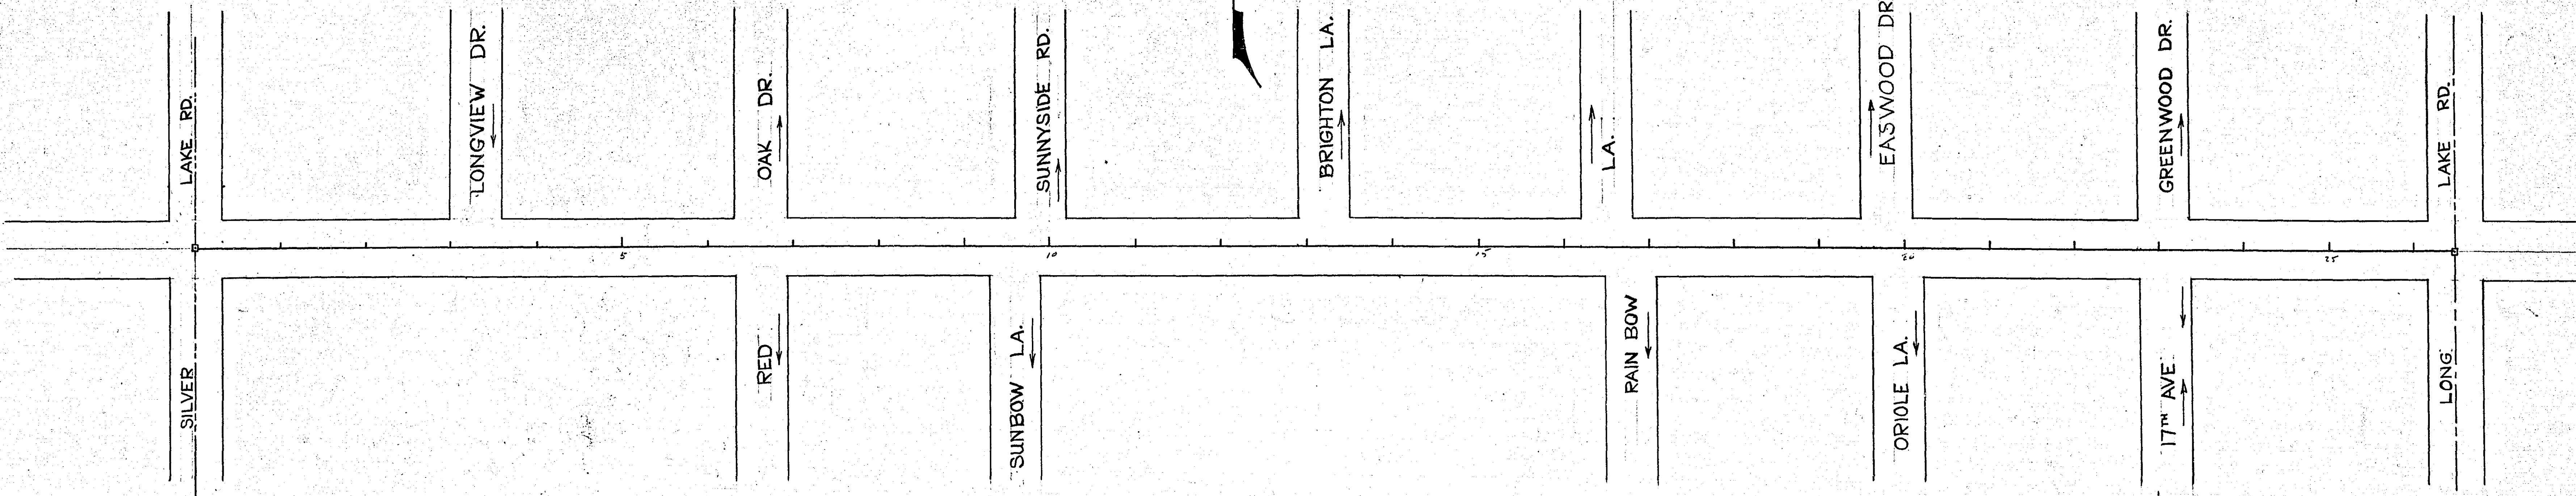 LAKE RD.
LONGVIEW DR.
OAK DR.
SUNNYSIDE RD.
BRIGHTON LA.
LA.
EASWOOD DR
GREENWOOD DR.
LAKE RD.
5
10
15
20
25
SILVER
RED
SUNBOW LA.
RAIN BOW
ORIOLE LA.
17TH AVE
LONG